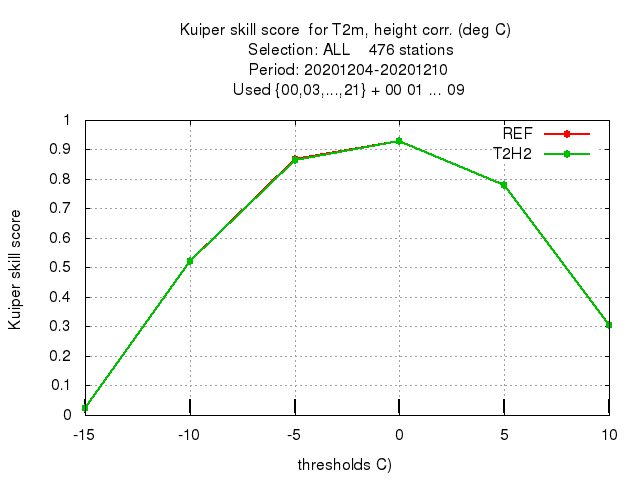 Kuiper skill score  for T2m, height corr. (deg C)
Selection: ALL    476 stations
Period: 20201204-20201210
Used {00,03,...,21} + 00 01 ... 09
REF
T2H2
1
0.9
0.8
0.7
0.6
0.5
0.4
0.3
0.2
0.1
0
Kuiper skill score
-15
-10
-5
0
5
10
thresholds C)